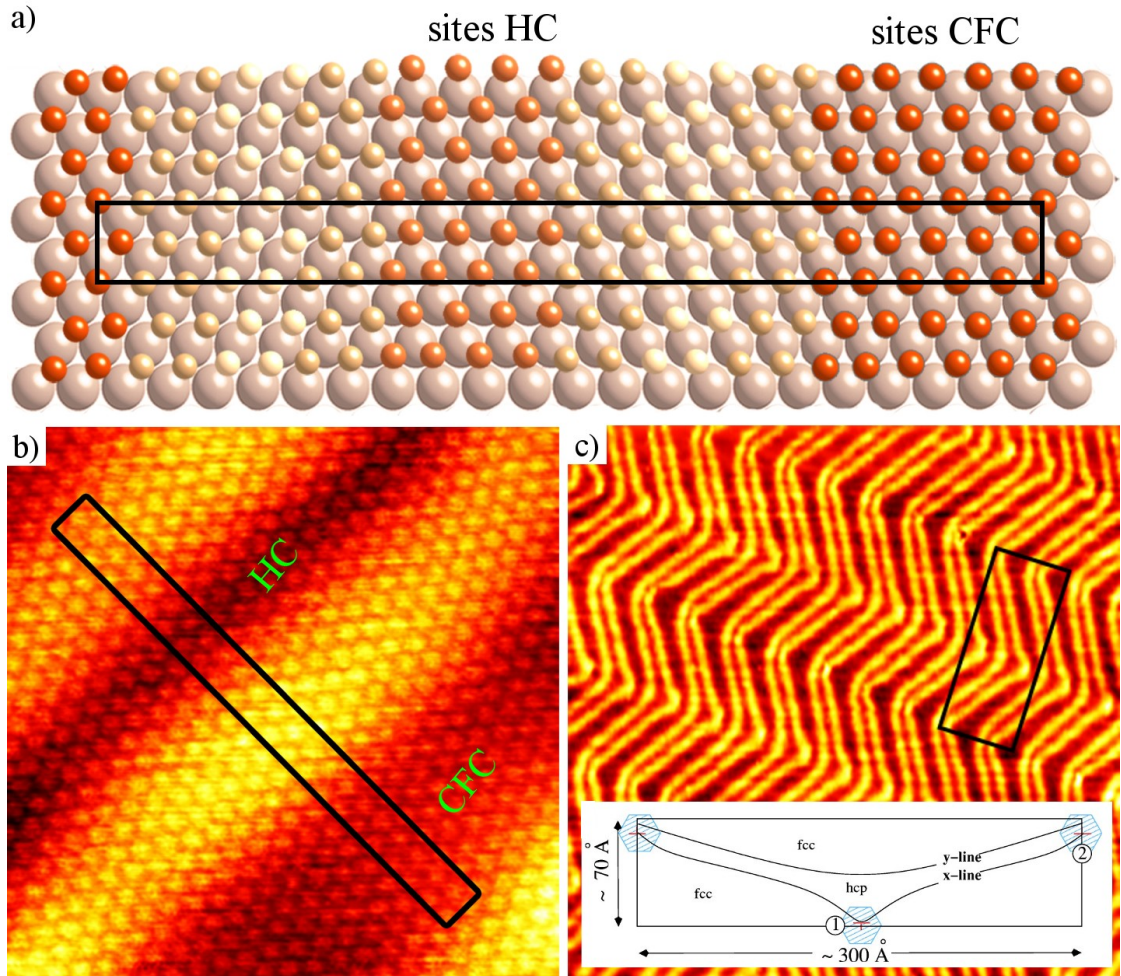 a)
sites HC
sites CFC
b)
HC
CFC
c)
fcc
y-line
x-line
hcp
fcc
1
2
~ 70 Å
~ 300 Å